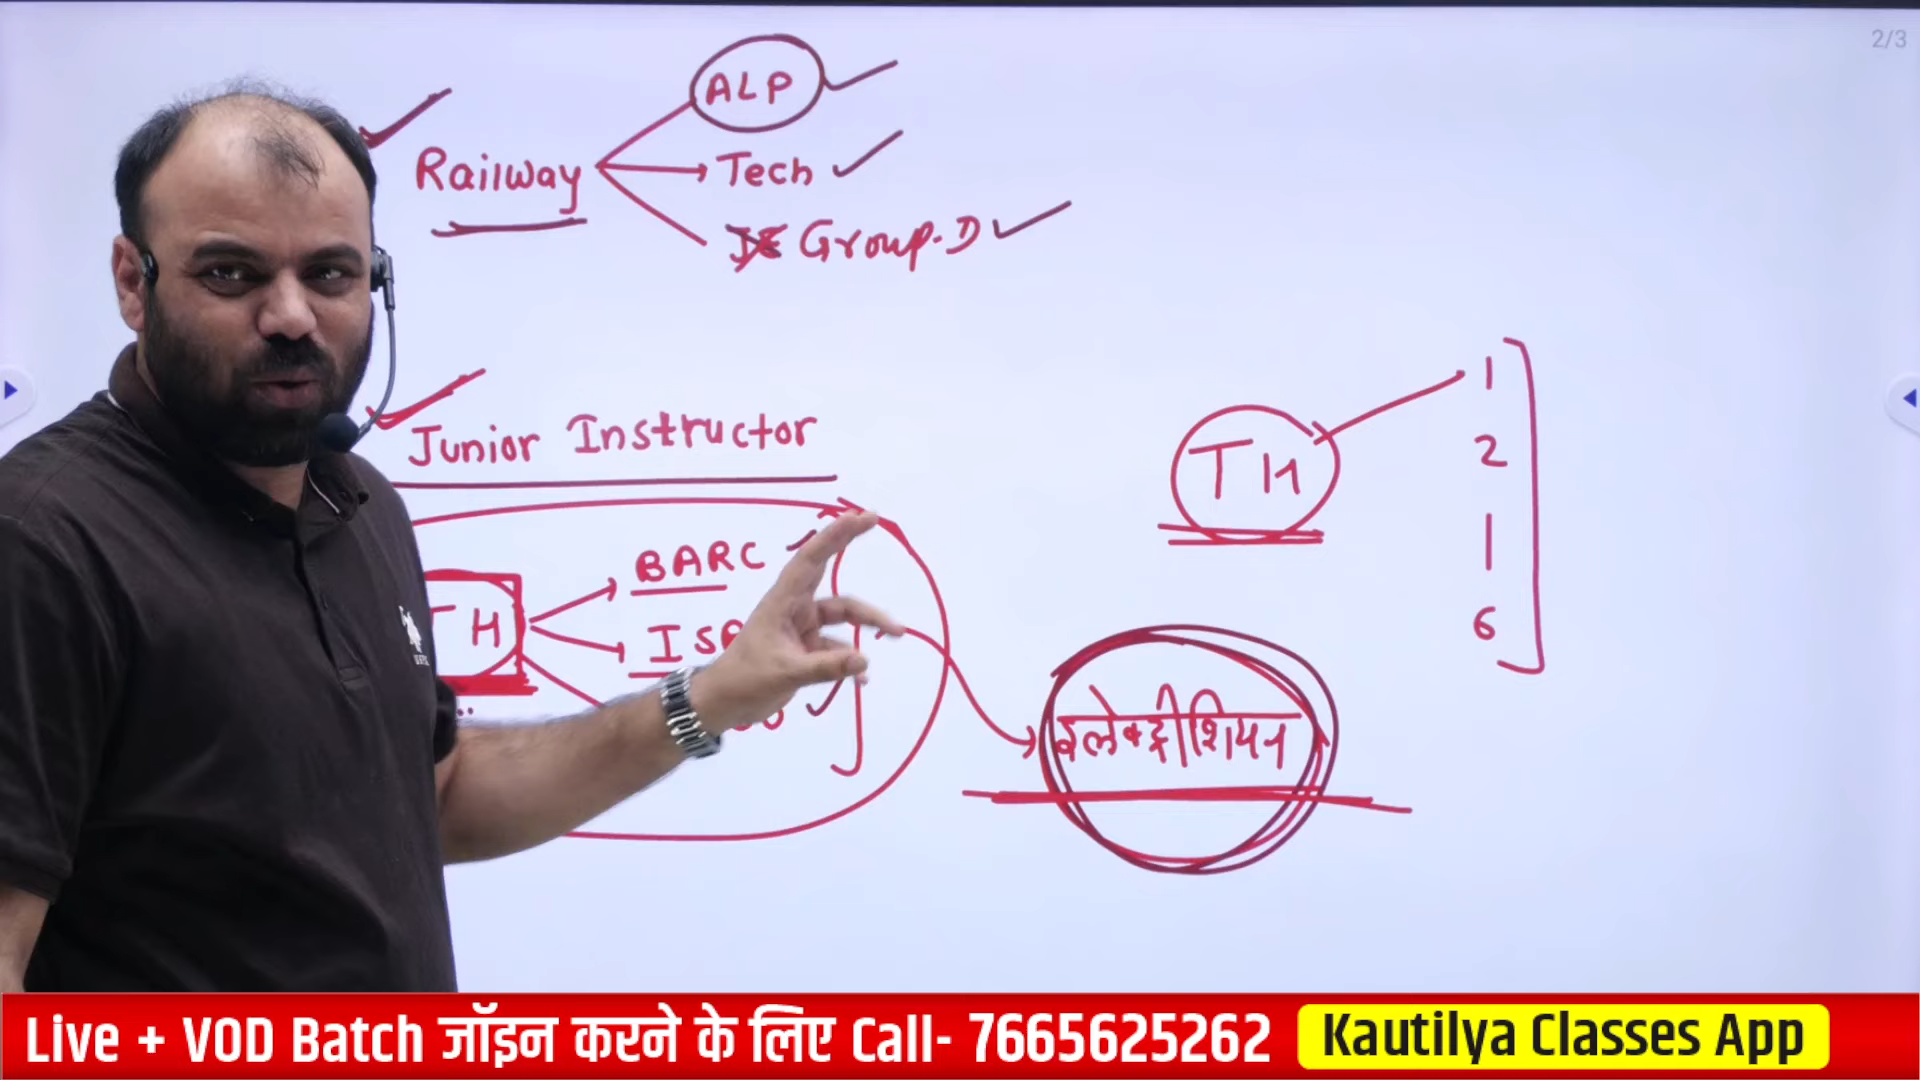 2/3
ALP
Railway
Tech
Group-D
Junior Instructor
TH
1
2
1
6
BARC
TH
इलेक्ट्रीशियन
Live + VOD Batch जॉइन करने के लिए Call- 7665625262
Kautilya Classes App